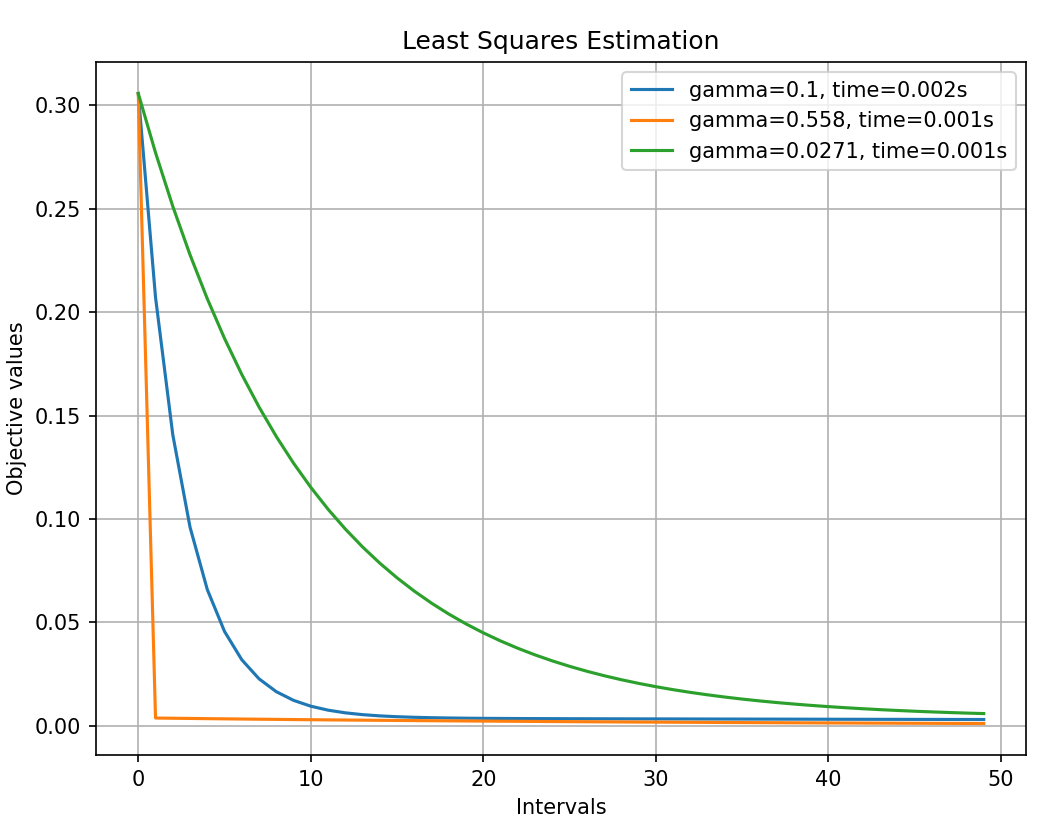 Least Squares Estimation
gamma=0.1, time=0.002s
gamma=0.558, time=0.001s
gamma=0.0271, time=0.001s
Objective values
0.30
0.25
0.20
0.15
0.10
0.05
0.00
0 10 20 30 40 50
Intervals